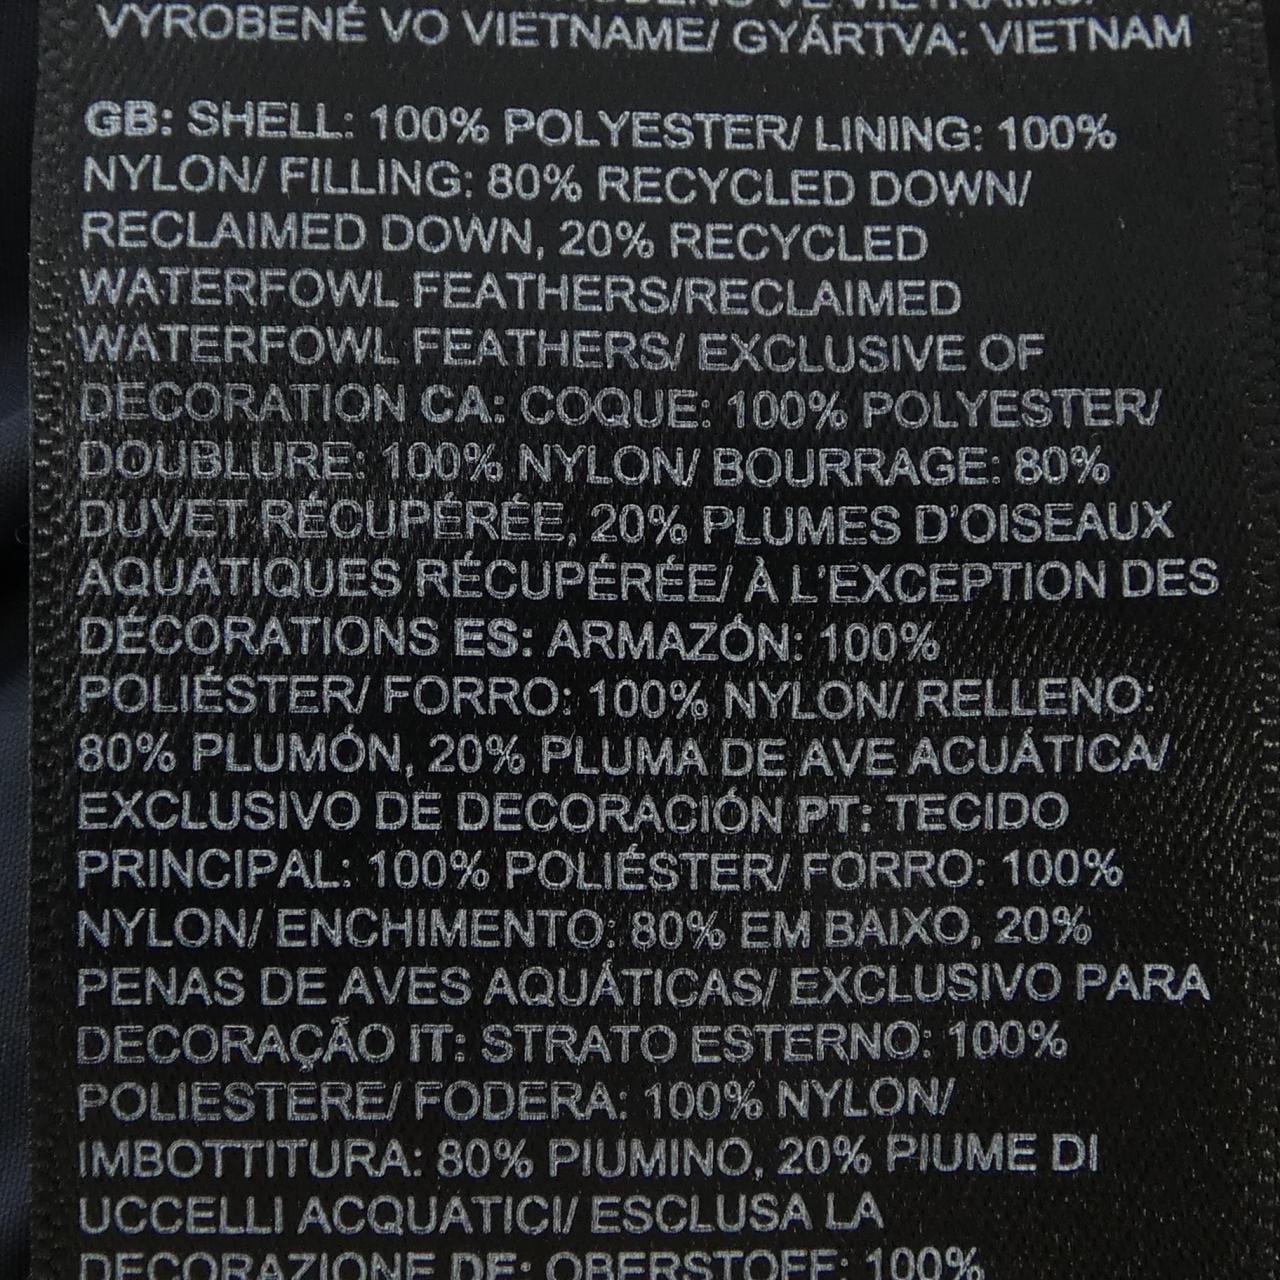 VYROBENÉ VO VIETNAME/ GYÁRTVA: VIETNAM
GB: SHELL: 100% POLYESTER/ LINING: 100%
NYLON/ FILLING: 80% RECYCLED DOWN/
RECLAIMED DOWN, 20% RECYCLED
WATERFOWL FEATHERS/RECLAIMED
WATERFOWL FEATHERS/ EXCLUSIVE OF
DECORATION CA: COQUE: 100% POLYESTER/
DOUBLURE: 100% NYLON/ BOURRAGE: 80%
DUVET RÉCUPÉRÉE, 20% PLUMES D'OISEAUX
AQUATIQUES RÉCUPÉRÉE/ À L'EXCEPTION DES
DÉCORATIONS ES: ARMAZÓN: 100%
POLIÉSTER/ FORRO: 100% NYLON/ RELLENO:
80% PLUMÓN, 20% PLUMA DE AVE ACUÁTICA/
EXCLUSIVO DE DECORACIÓN PT: TECIDO
PRINCIPAL: 100% POLIÉSTER/ FORRO: 100%
NYLON/ ENCHIMENTO: 80% EM BAIXO, 20%
PENAS DE AVES AQUÁTICAS/ EXCLUSIVO PARA
DECORAÇÃO IT: STRATO ESTERNO: 100%
POLIESTERE/ FODERA: 100% NYLON/
IMBOTTITURA: 80% PIUMINO, 20% PIUME DI
UCCELLI ACQUATICI/ ESCLUSA LA
DECORAZIONE DE: OBERSTOFF: 100%